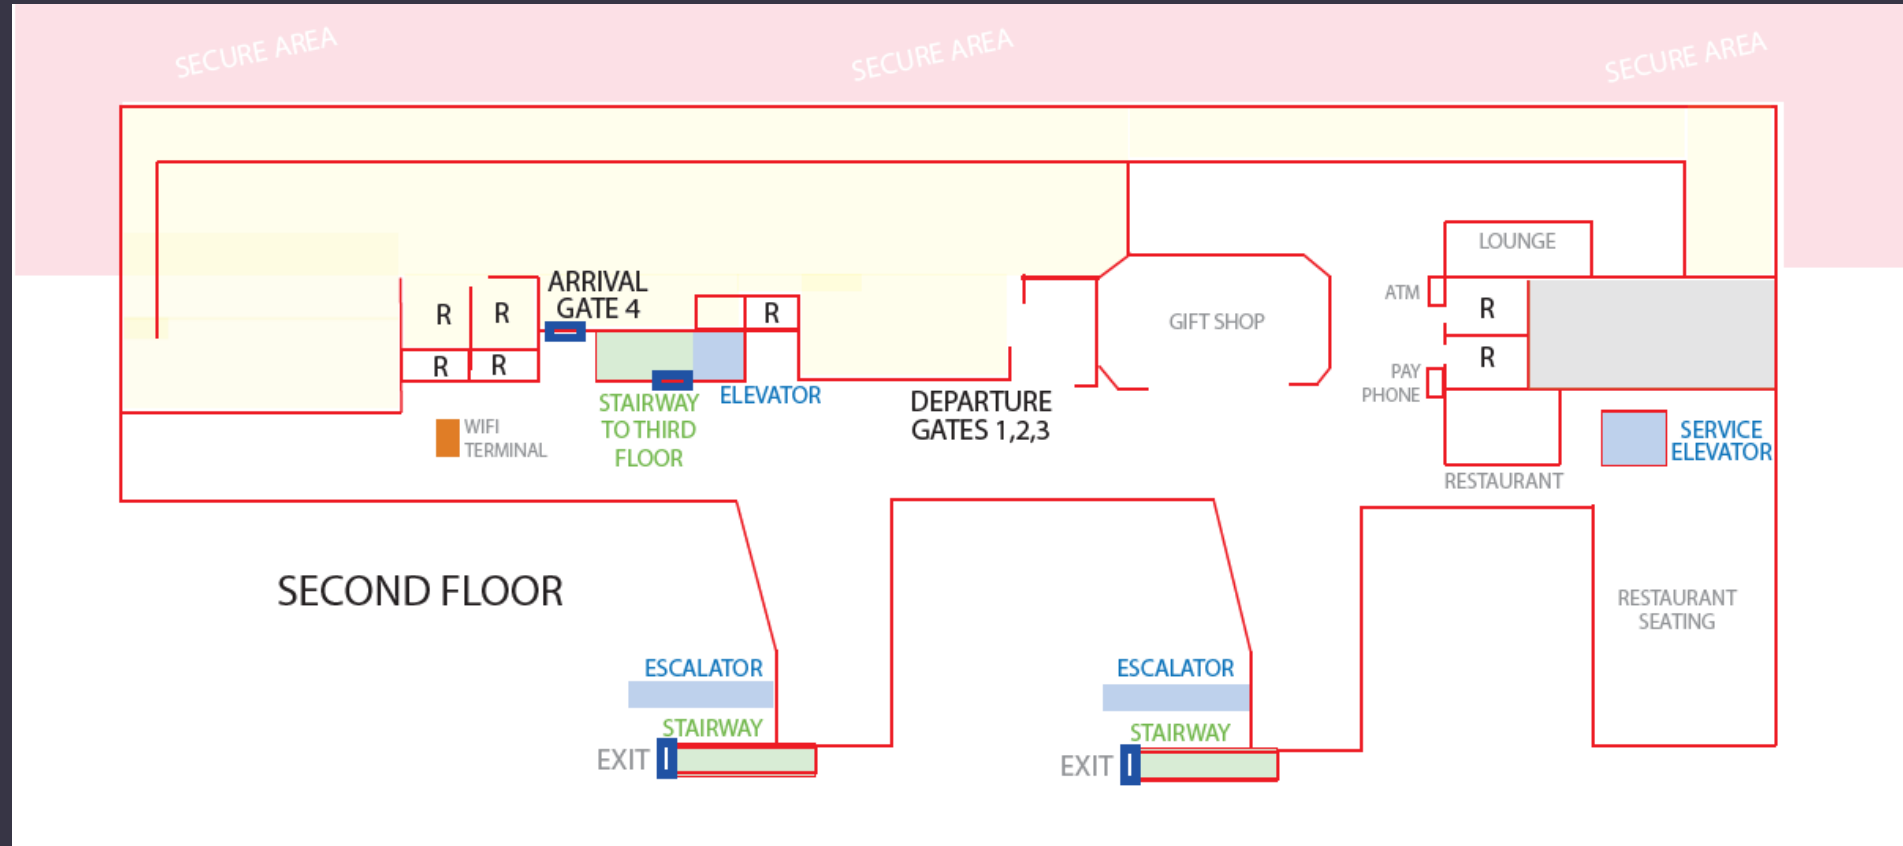 SECURE AREA
SECURE AREA
SECURE AREA
LOUNGE
ARRIVAL
GATE 4
ATM
R
R
R
R
GIFT SHOP
R
R
R
PAY
PHONE
ELEVATOR
STAIRWAY
TO THIRD
FLOOR
DEPARTURE
GATES 1,2,3
WIFI
TERMINAL
SERVICE
ELEVATOR
RESTAURANT
SECOND FLOOR
RESTAURANT
SEATING
ESCALATOR
ESCALATOR
STAIRWAY
STAIRWAY
EXIT
EXIT